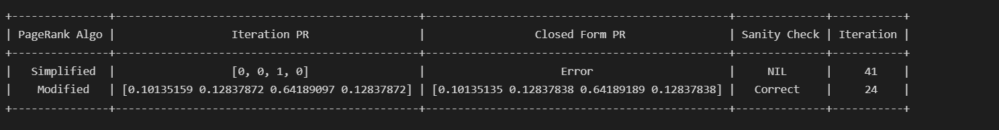 +---------------+----------------------------------------------+----------------------------------------------+--------------+-----------+
| PageRank Algo |                 Iteration PR                 |                Closed Form PR                | Sanity Check | Iteration |
+---------------+----------------------------------------------+----------------------------------------------+--------------+-----------+
|   Simplified  |                 [0, 0, 1, 0]                 |                    Error                     |     NIL      |     41    |
|    Modified   | [0.10135159 0.12837872 0.64189097 0.12837872] | [0.10135135 0.12837838 0.64189189 0.12837838] |   Correct    |     24    |
+---------------+----------------------------------------------+----------------------------------------------+--------------+-----------+